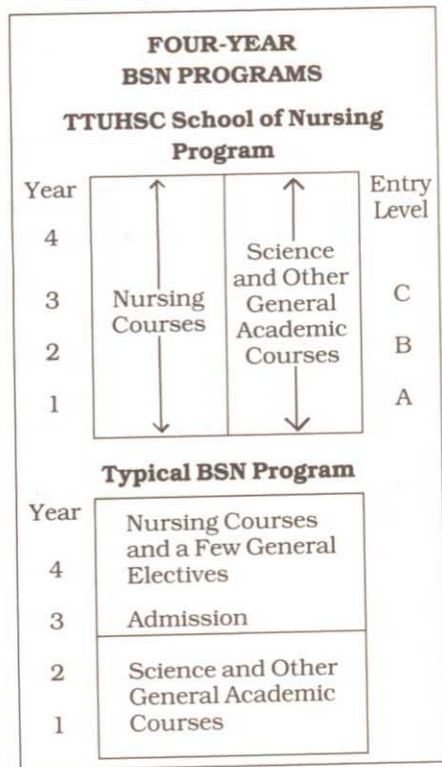 FOUR-YEAR
BSN PROGRAMS
TTUHSC School of Nursing
Program
Year
Entry
Level
4
3
2
1
Nursing
Courses
Science
and Other
General
Academic
Courses
C
B
A
Typical BSN Program
Year
4
3
2
1
Nursing Courses
and a Few General
Electives
Admission
Science and Other
General Academic
Courses